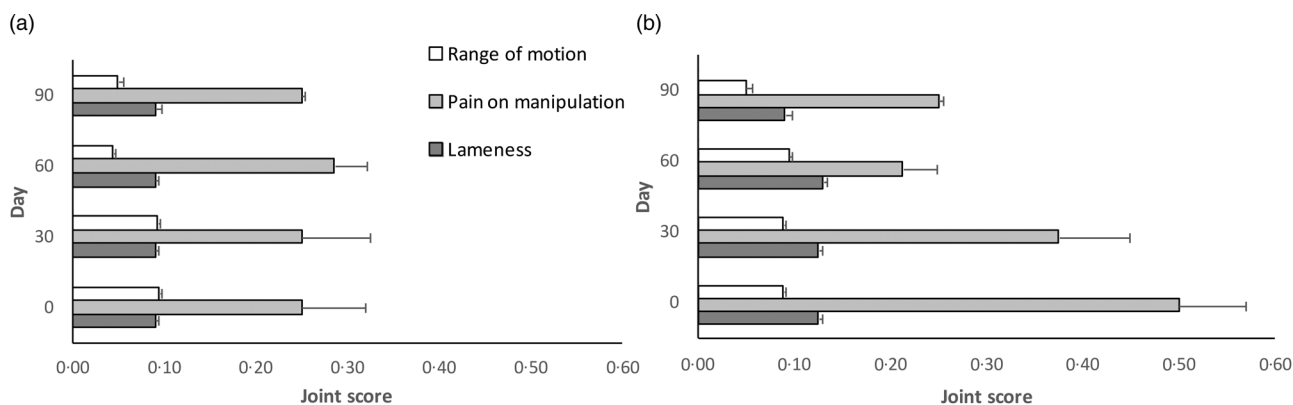 (a)
Range of motion
Pain on manipulation
Lameness
Day
90
60
30
0
0·00 0·10 0·20 0·30 0·40 0·50 0·60
Joint score
(b)
Day
90
60
30
0
0·00 0·10 0·20 0·30 0·40 0·50 0·60
Joint score